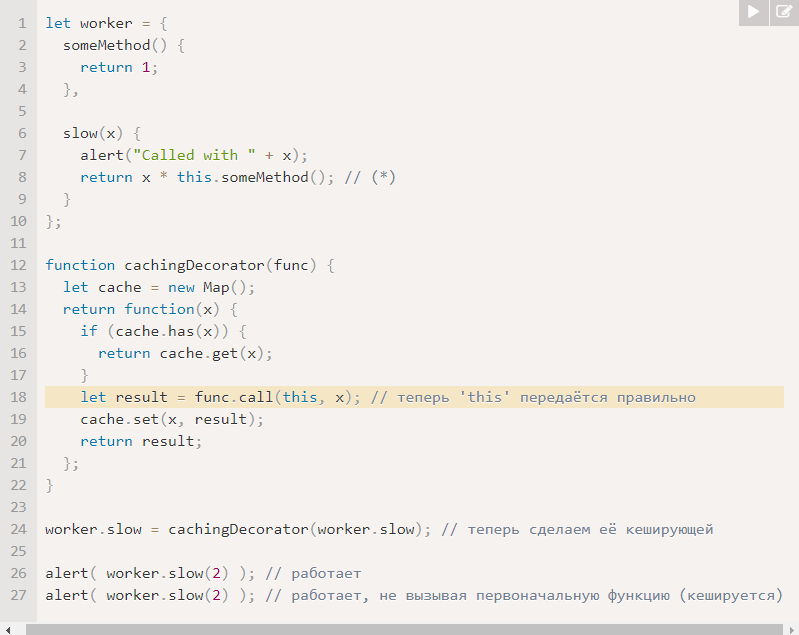 1 let worker = {
2   someMethod() {
3     return 1;
4   },
5
6   slow(x) {
7     alert("Called with " + x);
8     return x * this.someMethod(); // (*)
9   }
10 };
11
12 function cachingDecorator(func) {
13   let cache = new Map();
14   return function(x) {
15     if (cache.has(x)) {
16       return cache.get(x);
17     }
18     let result = func.call(this, x); // теперь 'this' передаётся правильно
19     cache.set(x, result);
20     return result;
21   };
22 }
23
24 worker.slow = cachingDecorator(worker.slow); // теперь сделаем её кеширующей
25
26 alert( worker.slow(2) ); // работает
27 alert( worker.slow(2) ); // работает, не вызывая первоначальную функцию (кешируется)